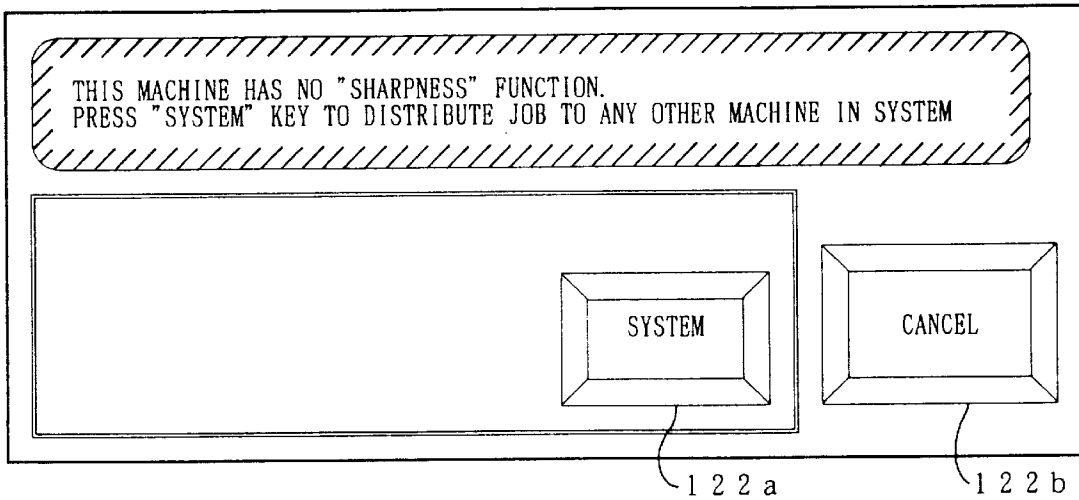 THIS MACHINE HAS NO "SHARPNESS" FUNCTION.
PRESS "SYSTEM" KEY TO DISTRIBUTE JOB TO ANY OTHER MACHINE IN SYSTEM
SYSTEM
CANCEL
122a
122b